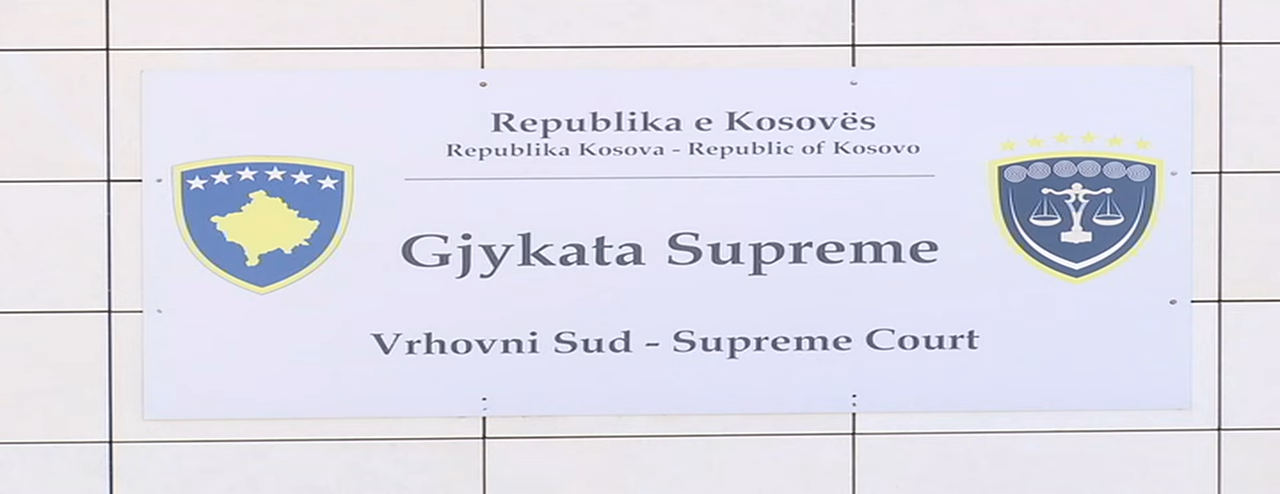 Republika e Kosovës
Republika Kosova - Republic of Kosovo
Gjykata Supreme
Vrhovni Sud - Supreme Court